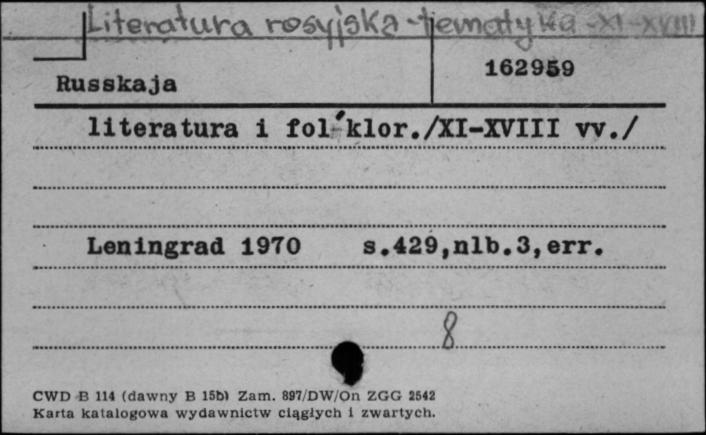 Literatura rosyjska - tematyka - XI-XVIII
162959
Russkaja
literatura i fol'klor./XI-XVIII vv./
Leningrad 1970 s.429,nlb.3,err.
8
CWD B 114 (dawny B 15b) Zam. 897/DW/On ZGG 2542
Karta katalogowa wydawnictw ciągłych i zwartych.